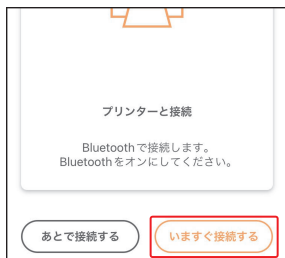 プリンターと接続
Bluetoothで接続します。
Bluetoothをオンにしてください。
あとで接続する
いますぐ接続する